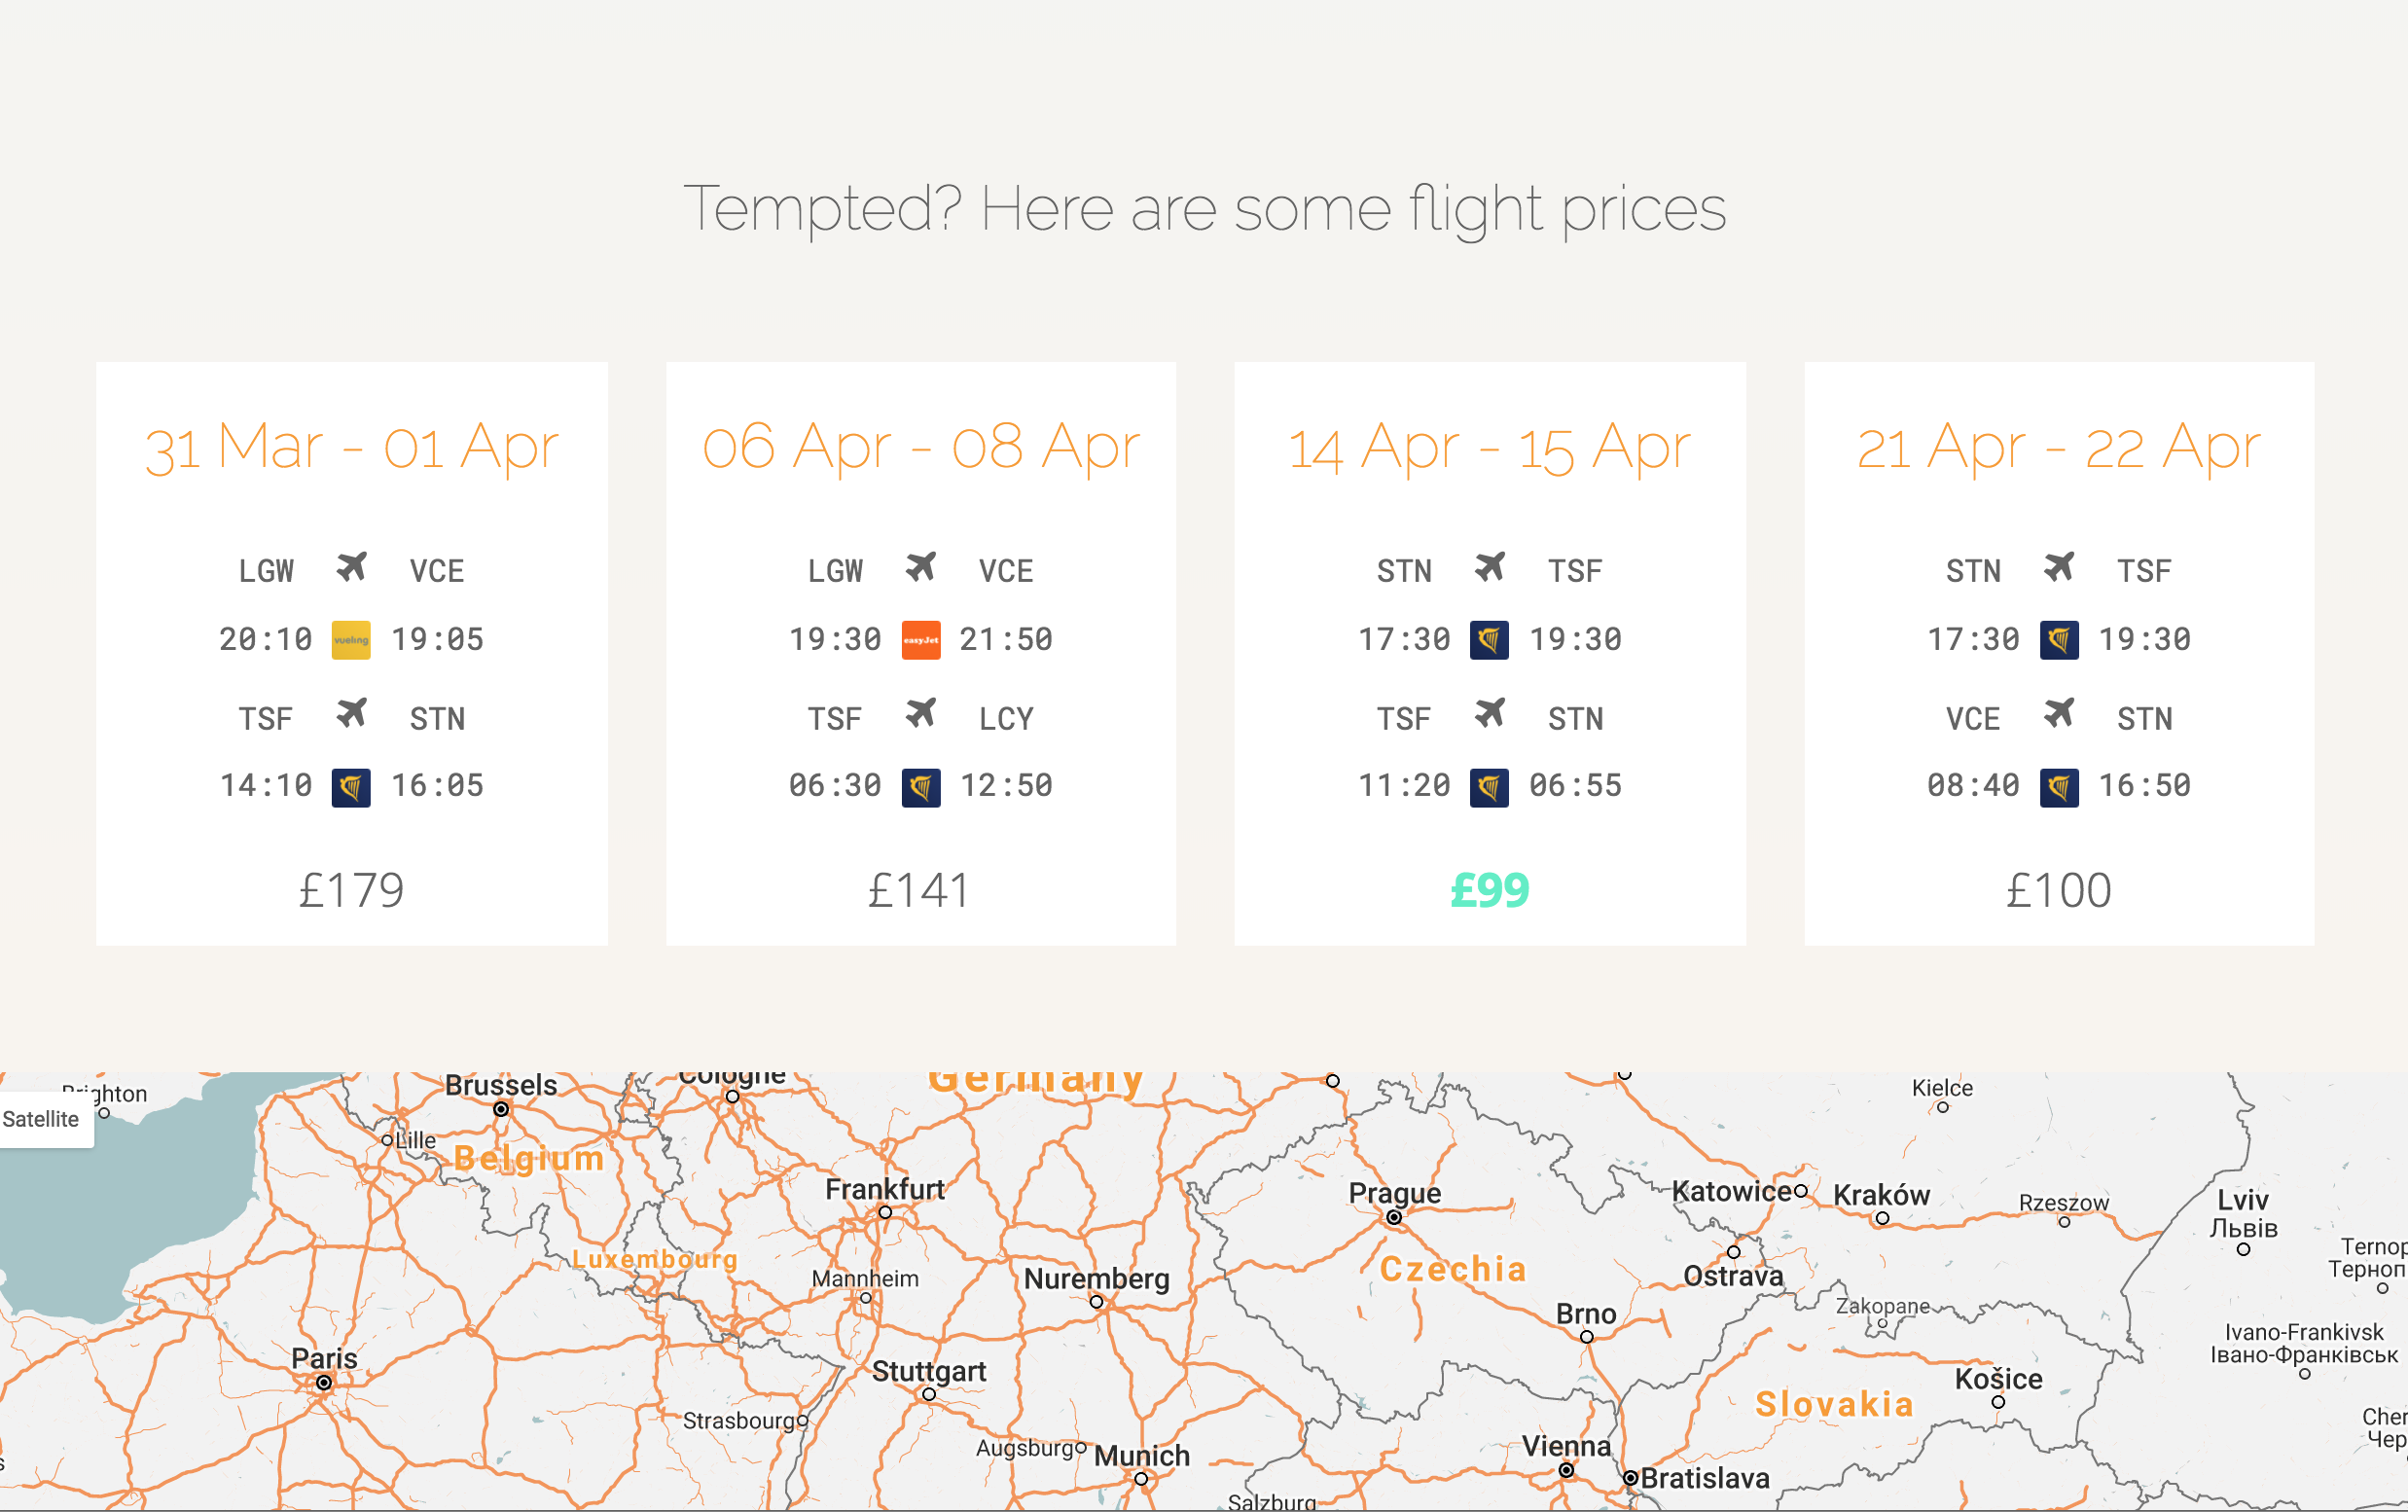 Tempted? Here are some flight prices
31 Mar - 01 Apr
LGW VCE
20:10 vueling 19:05
TSF STN
14:10 16:05
£179
06 Apr - 08 Apr
LGW VCE
19:30 easyJet 21:50
TSF LCY
06:30 12:50
£141
14 Apr - 15 Apr
STN TSF
17:30 19:30
TSF STN
11:20 06:55
£99
21 Apr - 22 Apr
STN TSF
17:30 19:30
VCE STN
08:40 16:50
£100
Satellite
Brighton
Brussels
Cologne
Germany
Kielce
Lille
Belgium
Frankfurt
Prague
Katowice
Kraków
Rzeszow
Lviv
Львів
Luxembourg
Mannheim
Nuremberg
Czechia
Ostrava
Ternop
Терноп
Zakopane
Brno
Ivano-Frankivsk
Івано-Франківськ
Paris
Stuttgart
Košice
Slovakia
Strasbourg
Augsburg
Munich
Vienna
Bratislava
Cher
Чер
Salzburg
s